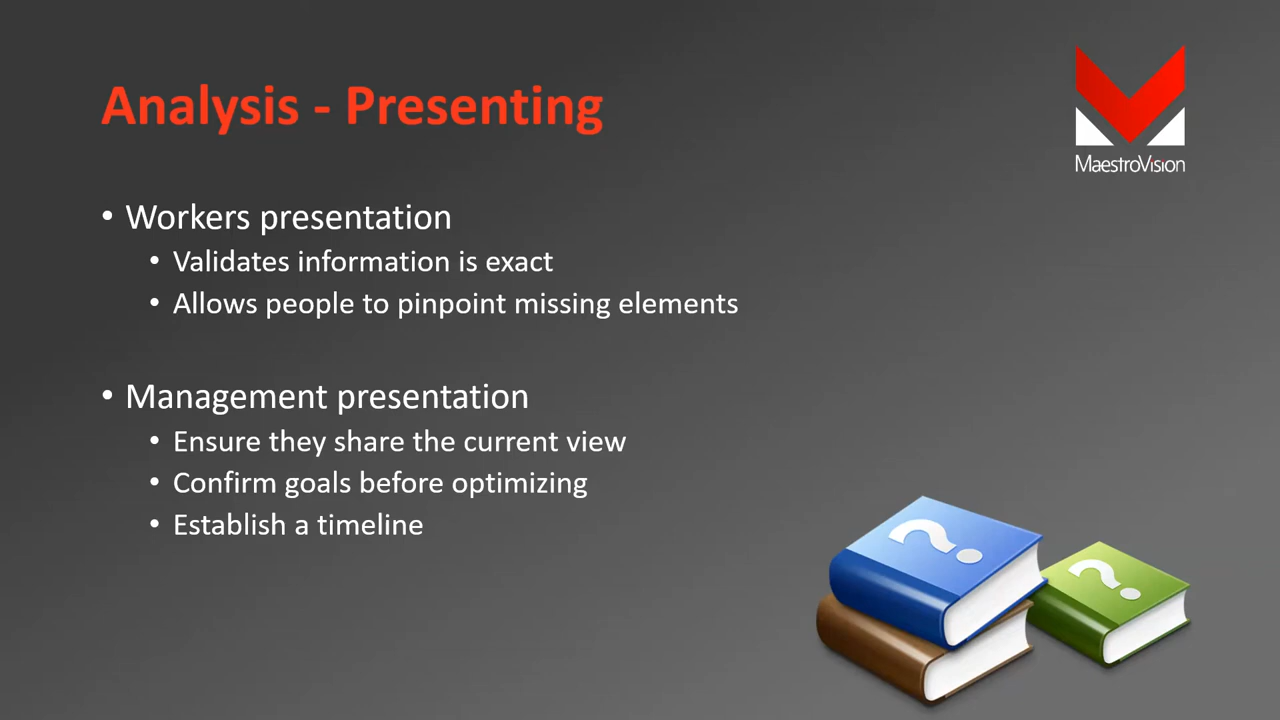 Analysis - Presenting
MaestroVision
• Workers presentation
• Validates information is exact
• Allows people to pinpoint missing elements
• Management presentation
• Ensure they share the current view
• Confirm goals before optimizing
• Establish a timeline
?
?